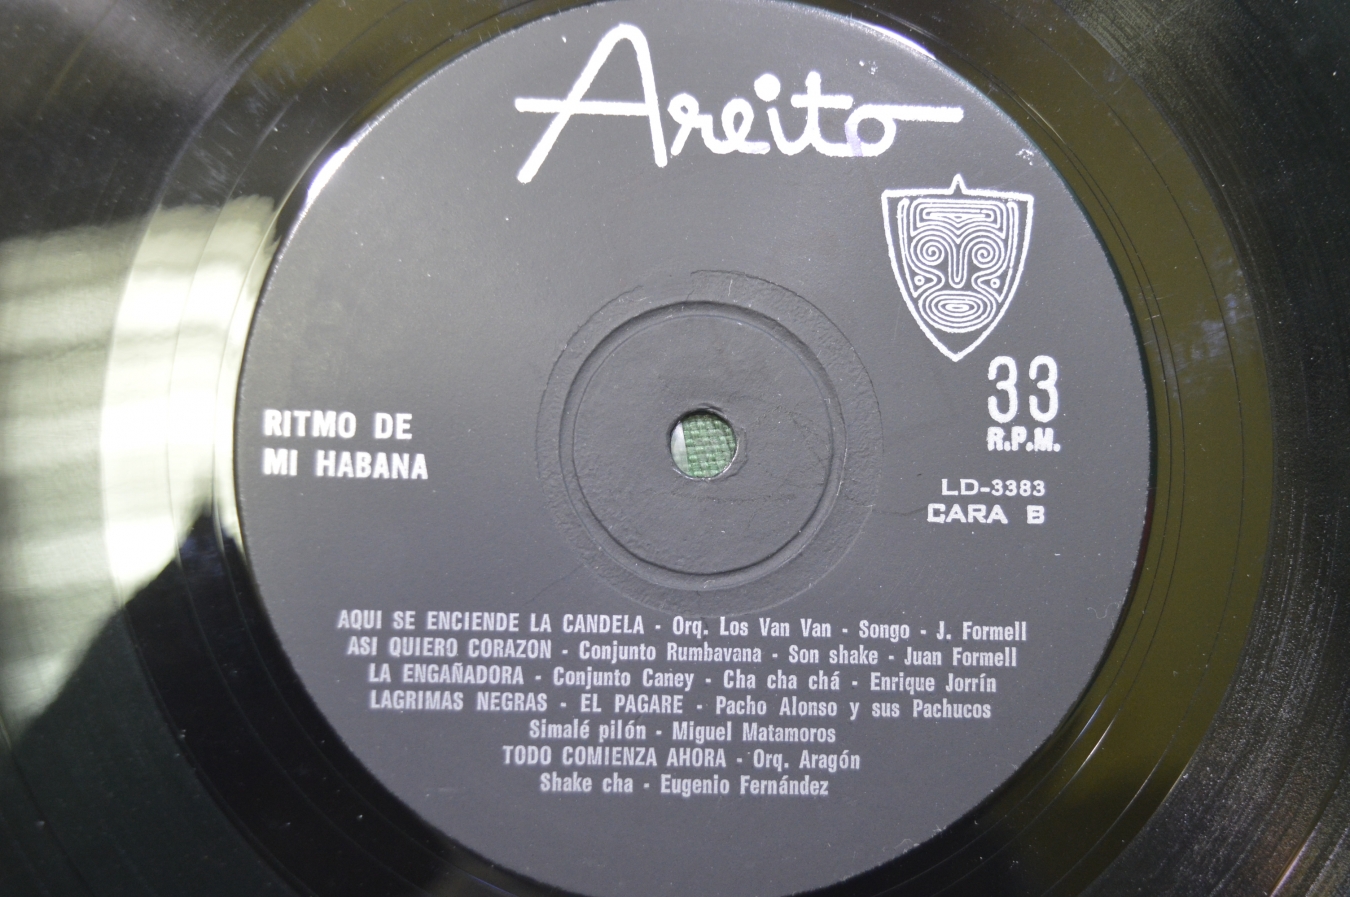 Areito
33
R.P.M.
RITMO DE
MI HABANA
LD-3383
CARA B
AQUI SE ENCIENDE LA CANDELA - Orq. Los Van Van - Songo - J. Formell
ASI QUIERO CORAZON - Conjunto Rumbavana - Son shake - Juan Formell
LA ENGAÑADORA - Conjunto Caney - Cha cha chá - Enrique Jorrín
LAGRIMAS NEGRAS - EL PAGARE - Pacho Alonso y sus Pachucos
Simalé pilón - Miguel Matamoros
TODO COMIENZA AHORA - Orq. Aragón
Shake cha - Eugenio Fernández